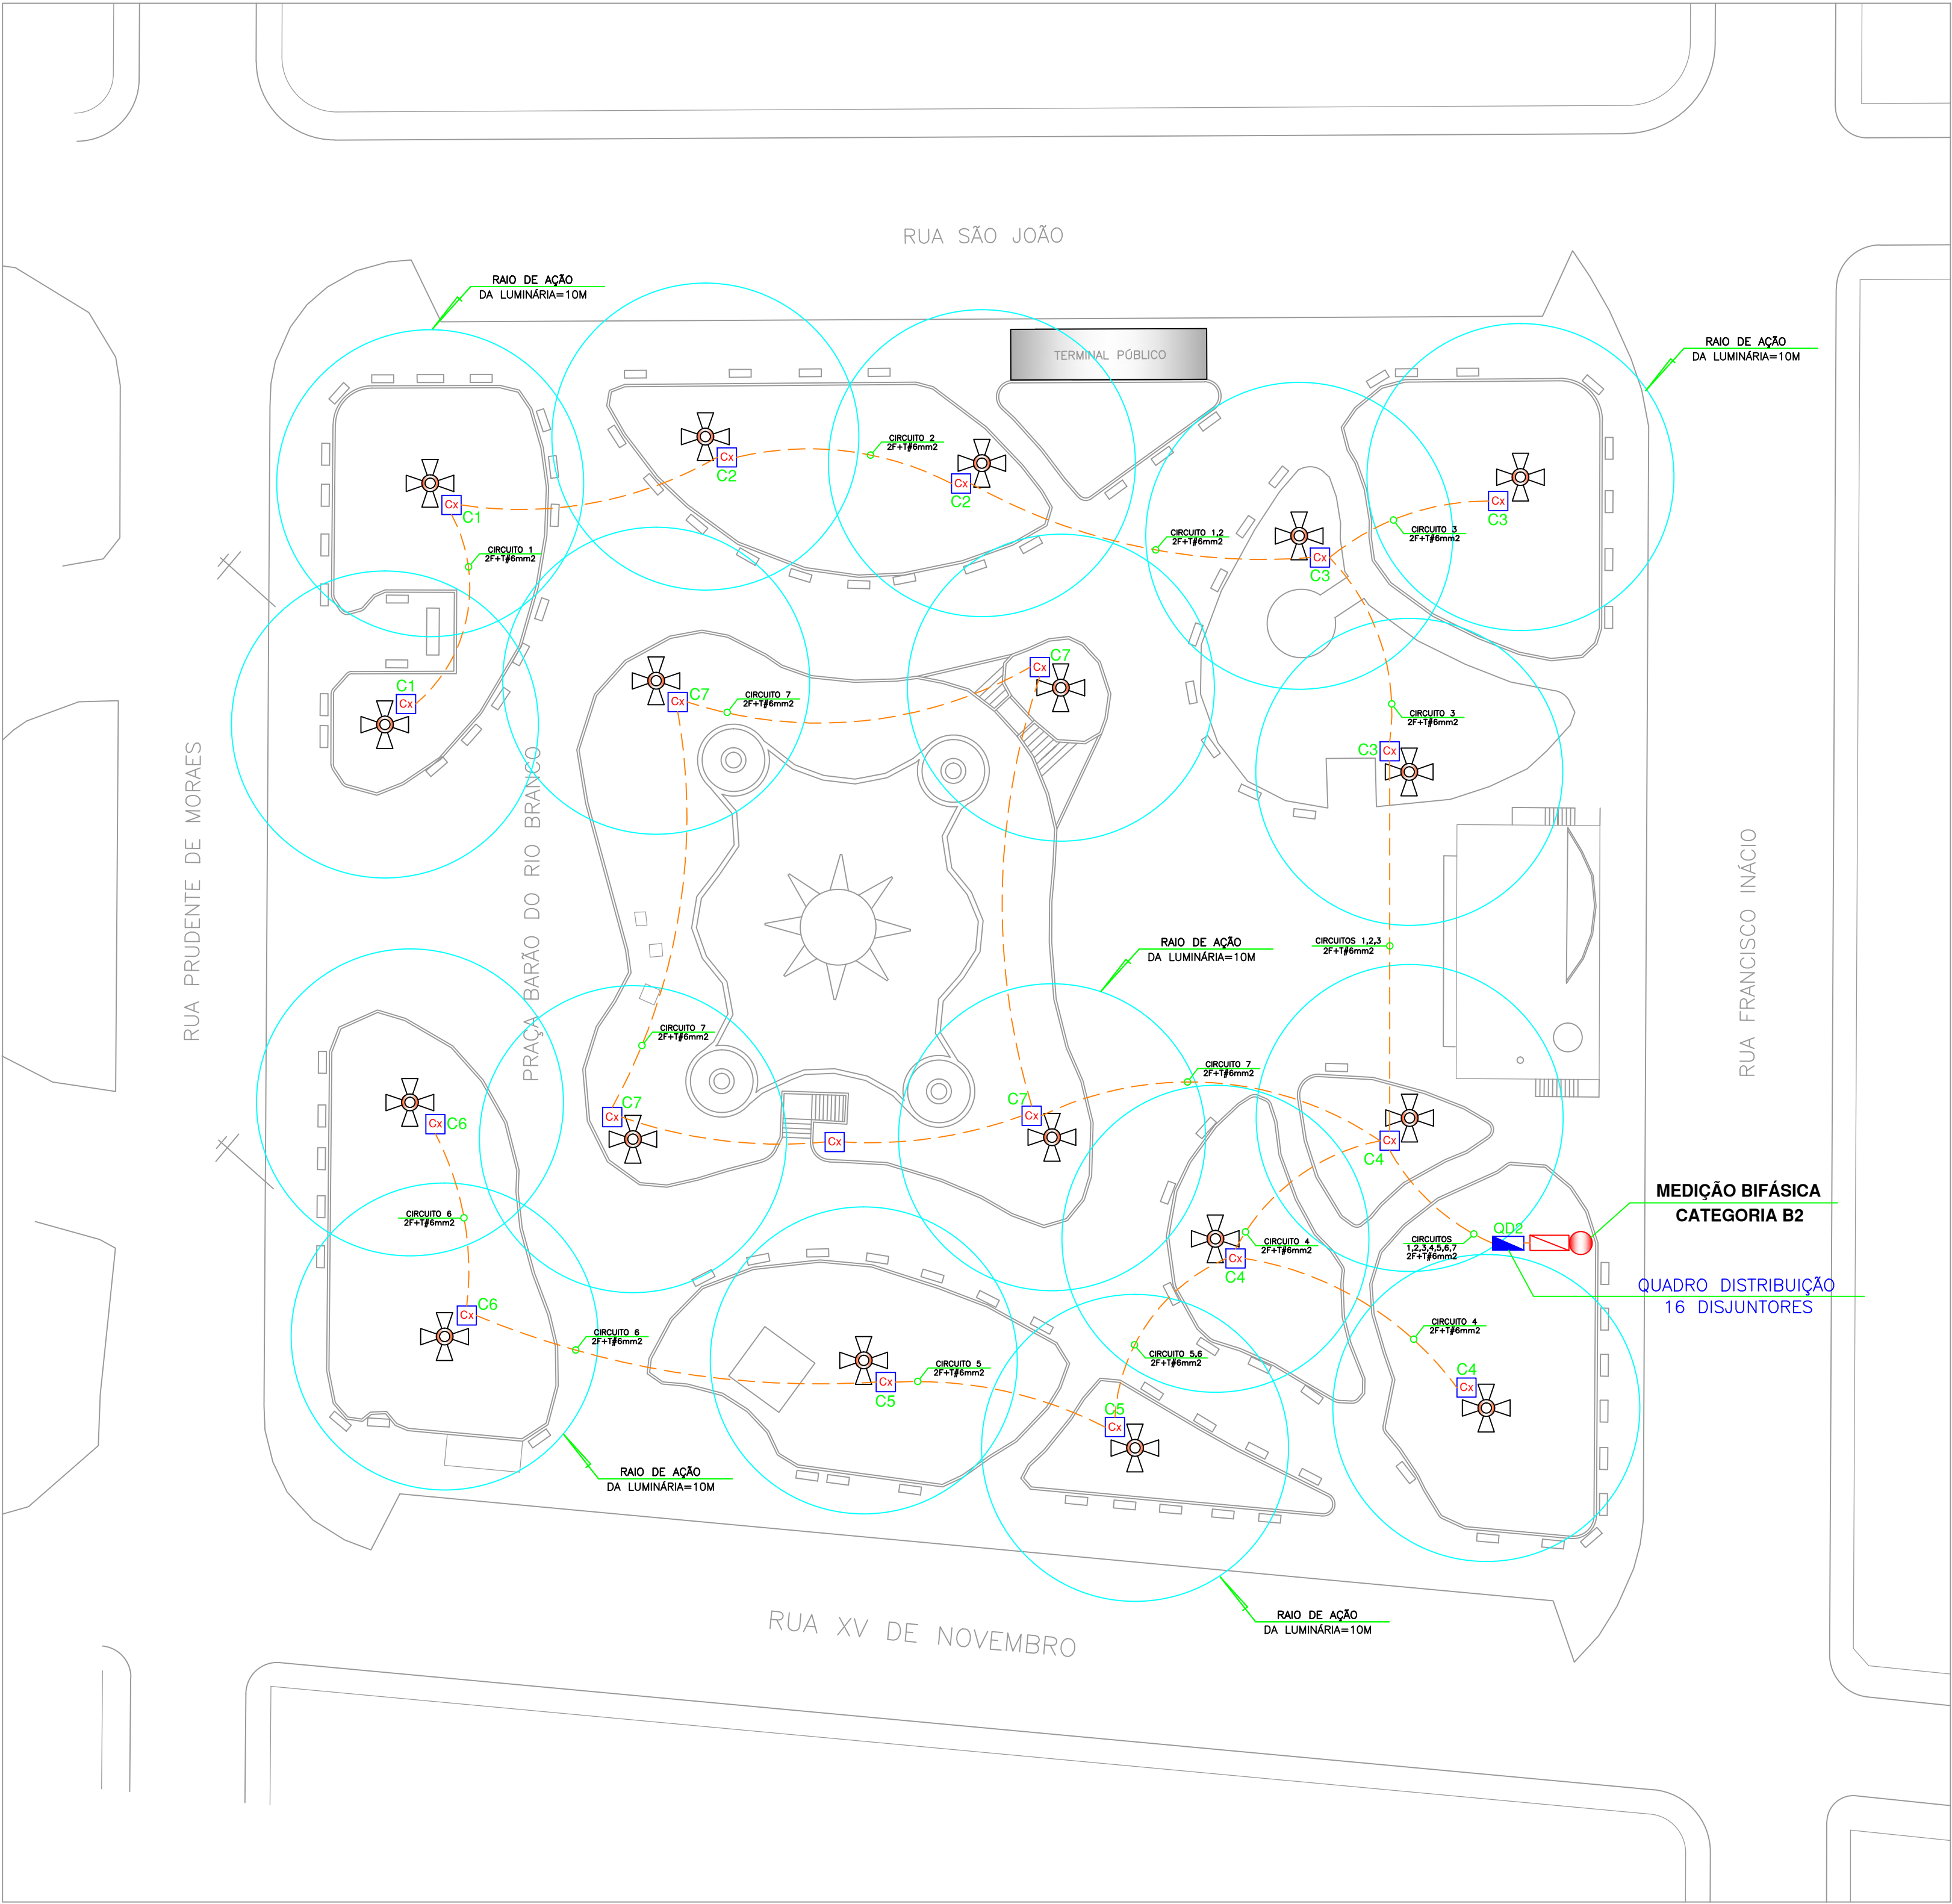 RUA SÃO JOÃO
RAIO DE AÇÃO
DA LUMINÁRIA=10M
TERMINAL PÚBLICO
RAIO DE AÇÃO
DA LUMINÁRIA=10M
CIRCUITO 2
2F+T#6mm2
Cx
C2
Cx
C2
Cx
C1
Cx
C3
CIRCUITO 1,2
2F+T#6mm2
CIRCUITO 3
2F+T#6mm2
CIRCUITO 1
2F+T#6mm2
Cx
C3
C7
Cx
C1
Cx
C7
Cx
CIRCUITO 7
2F+T#6mm2
CIRCUITO 3
2F+T#6mm2
C3
Cx
RUA PRUDENTE DE MORAES
PRAÇA BARÃO DO RIO BRANCO
RUA FRANCISCO INÁCIO
RAIO DE AÇÃO
DA LUMINÁRIA=10M
CIRCUITOS 1,2,3
2F+T#6mm2
CIRCUITO 7
2F+T#6mm2
CIRCUITO 7
2F+T#6mm2
C7
Cx
C7
Cx
Cx
C6
Cx
Cx
C4
MEDIÇÃO BIFÁSICA
CATEGORIA B2
CIRCUITO 6
2F+T#6mm2
QD2
CIRCUITOS
1,2,3,4,5,6,7
2F+T#6mm2
CIRCUITO 4
2F+T#6mm2
Cx
C4
QUADRO DISTRIBUIÇÃO
16 DISJUNTORES
C6
Cx
CIRCUITO 6
2F+T#6mm2
CIRCUITO 4
2F+T#6mm2
CIRCUITO 5,6
2F+T#6mm2
CIRCUITO 5
2F+T#6mm2
Cx
C5
C4
Cx
C5
Cx
RAIO DE AÇÃO
DA LUMINÁRIA=10M
RAIO DE AÇÃO
DA LUMINÁRIA=10M
RUA XV DE NOVEMBRO